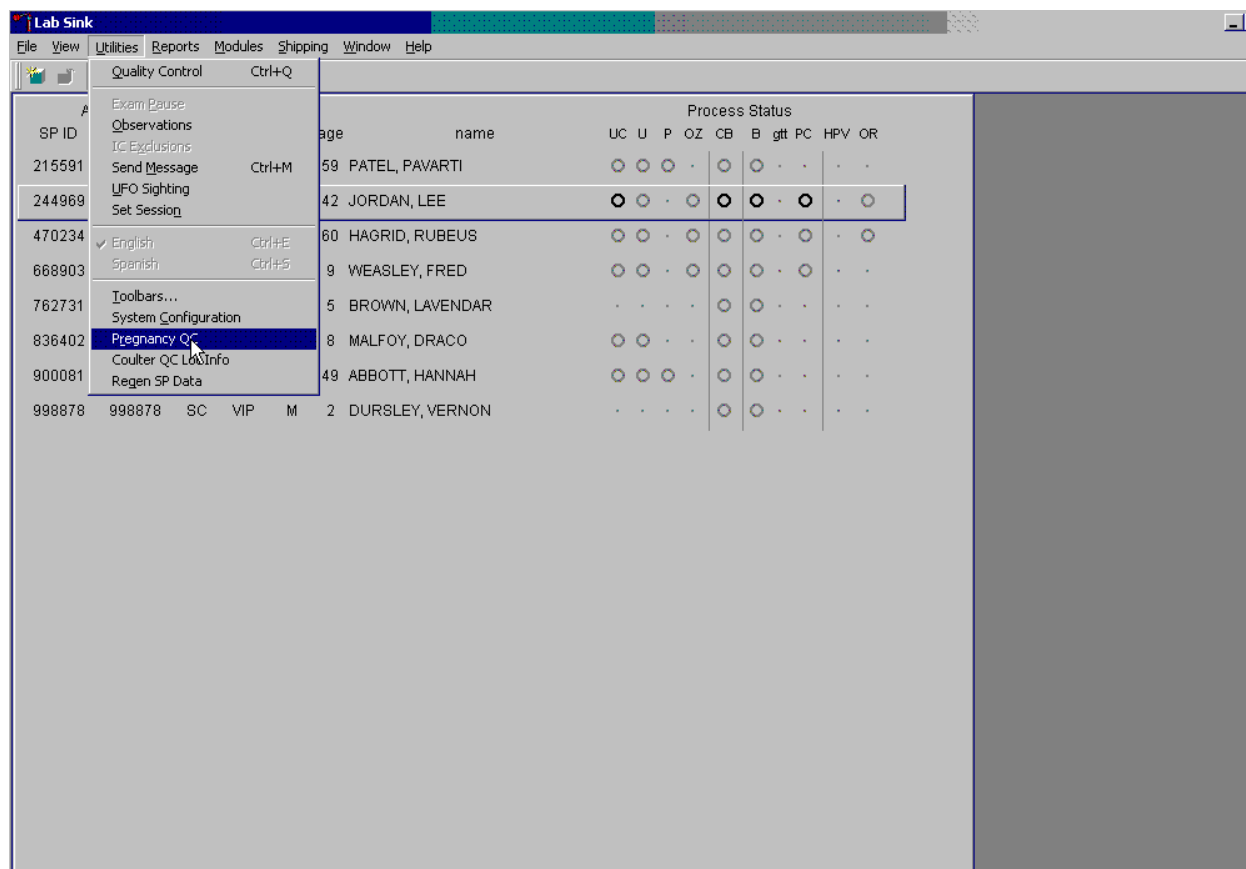 Lab Sink
File View Utilities Reports Modules Shipping Window Help
Quality Control Ctrl+Q
Exam Pause
Observations
IC Exclusions
Send Message Ctrl+M
UFO Sighting
Set Session
English Ctrl+E
Spanish Ctrl+S
Toolbars...
System Configuration
Pregnancy QC
Coulter QC Lot Info
Regen SP Data
Process Status
SP ID age name UC U P OZ CB B gtt PC HPV OR
215591 59 PATEL, PAVARTI
244969 42 JORDAN, LEE
470234 60 HAGRID, RUBEUS
668903 9 WEASLEY, FRED
762731 5 BROWN, LAVENDAR
836402 8 MALFOY, DRACO
900081 49 ABBOTT, HANNAH
998878 998878 SC VIP M 2 DURSLEY, VERNON